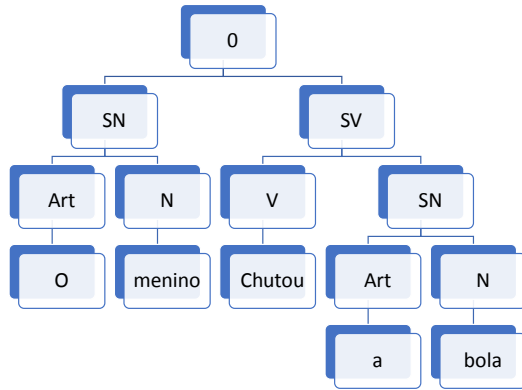 0
SN SV
Art N V SN
O menino Chutou Art N
a bola